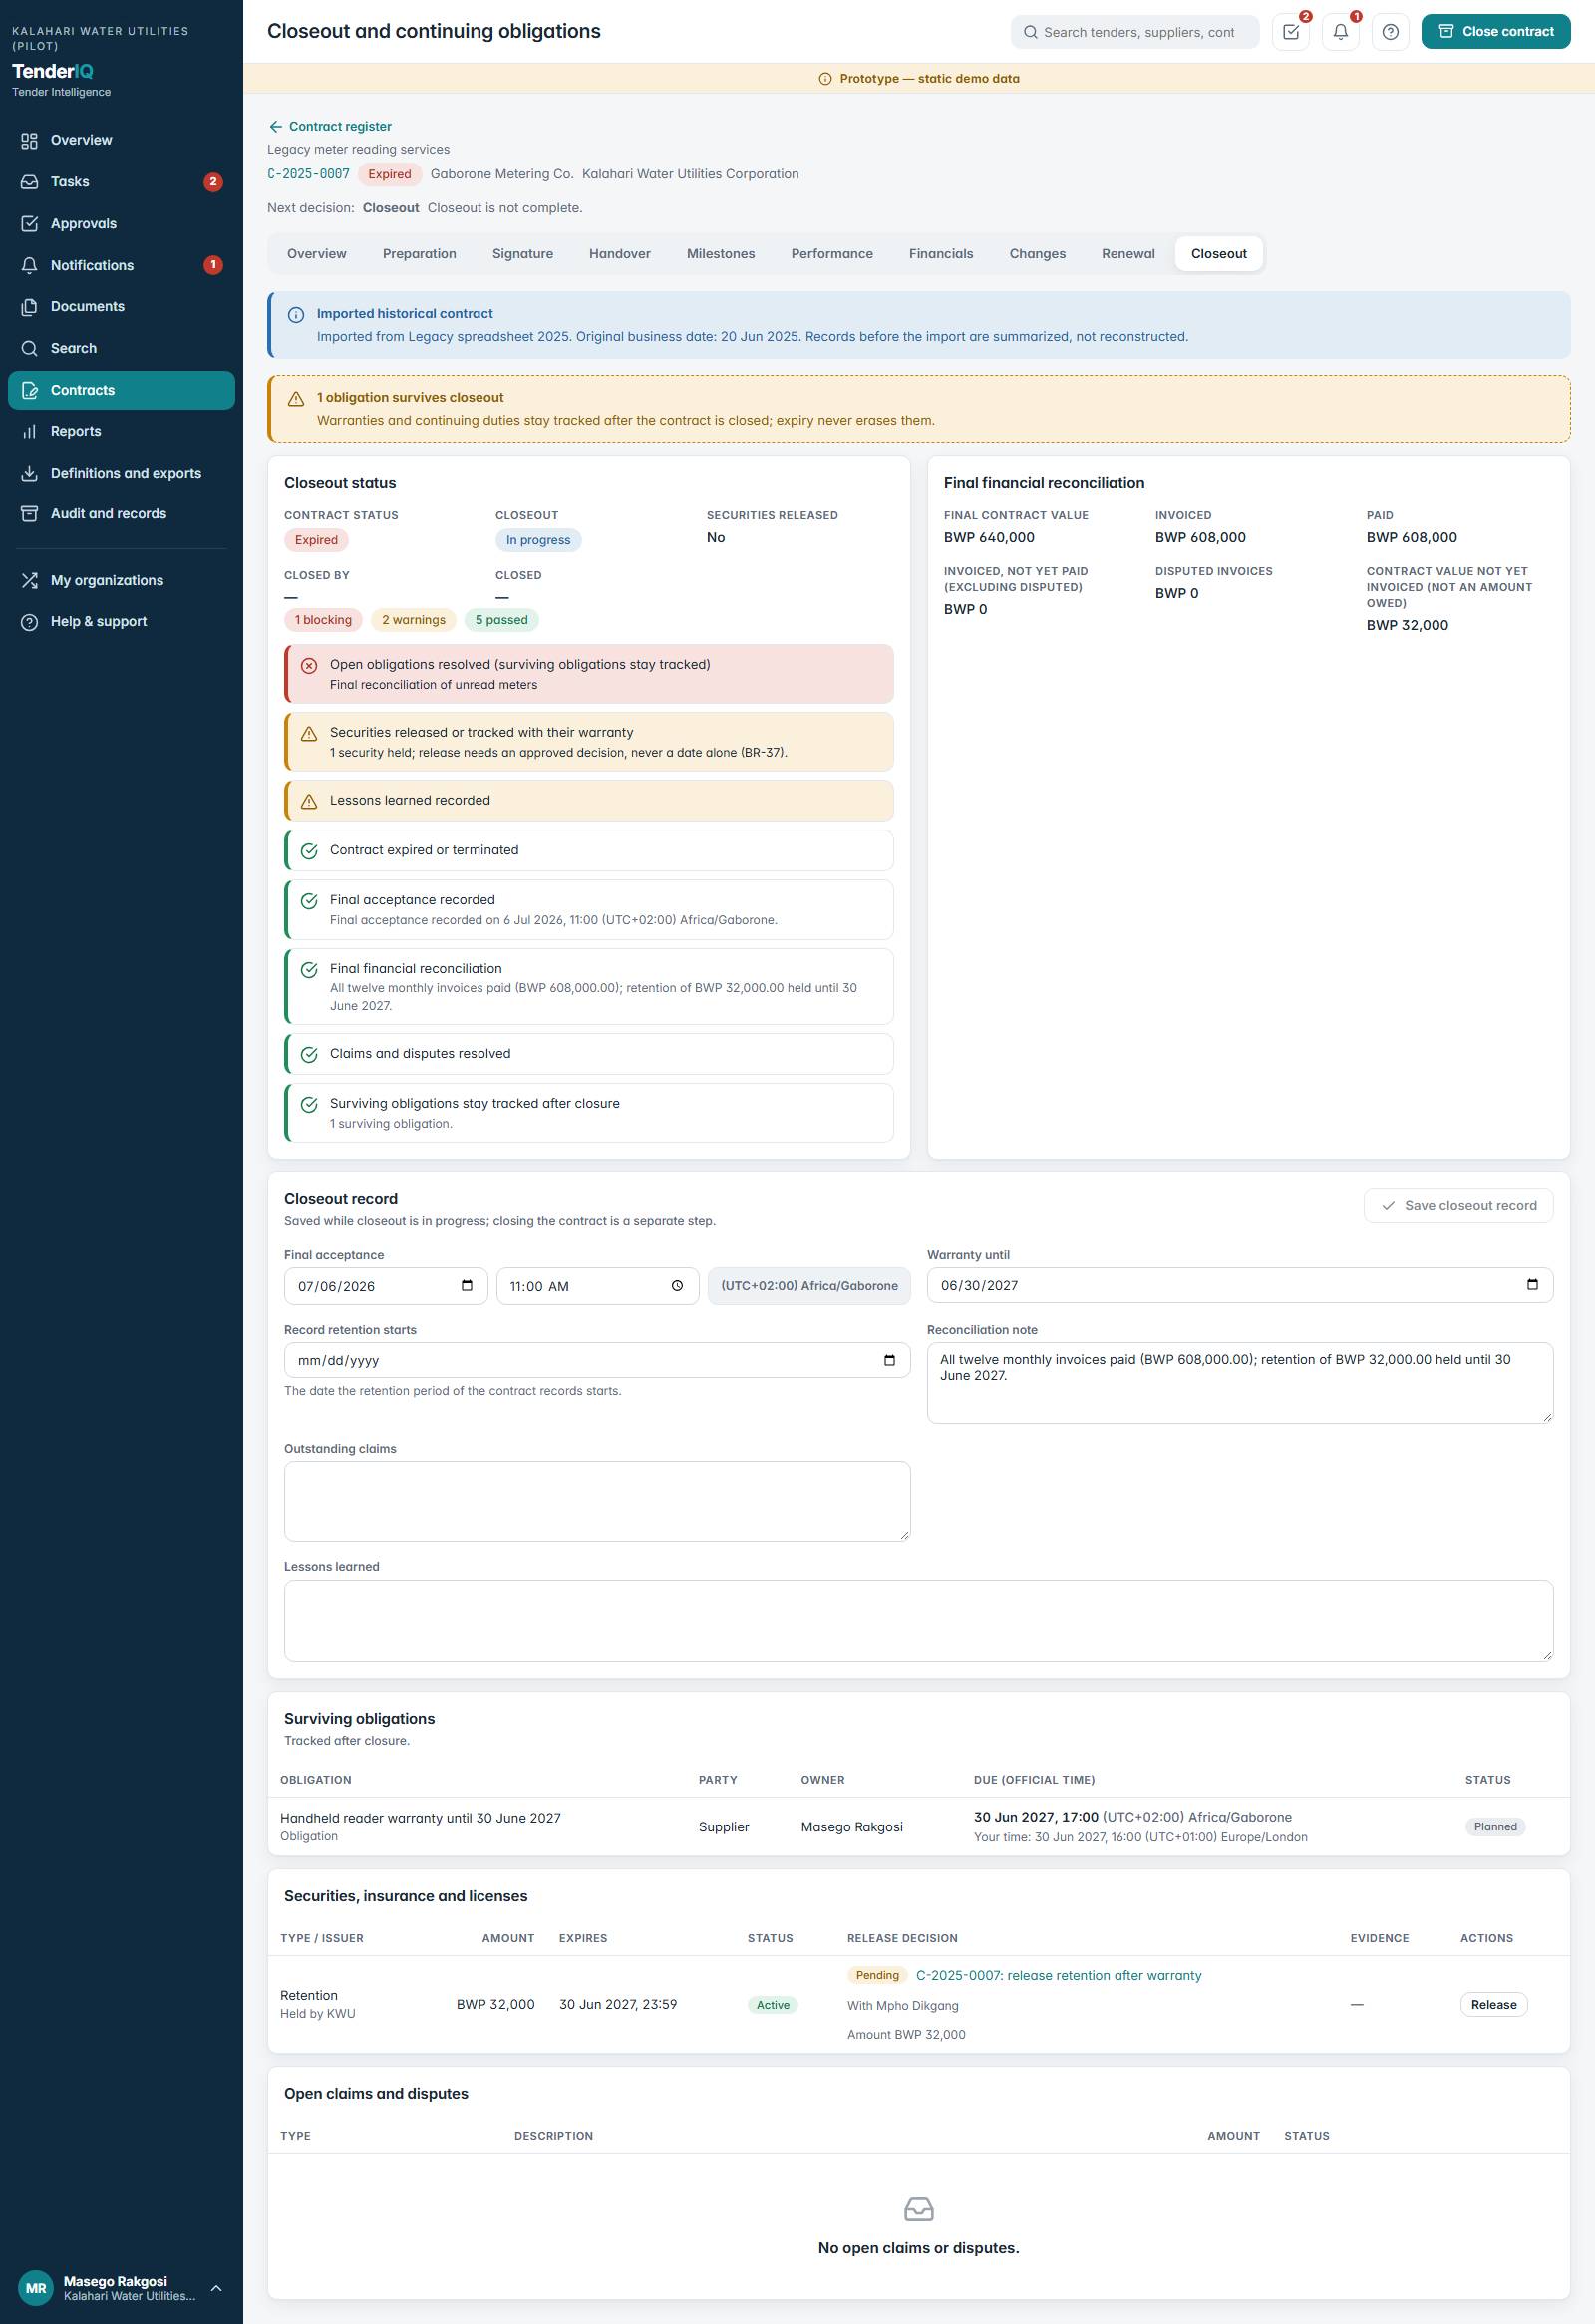 KALAHARI WATER UTILITIES
(PILOT)
TenderIQ
Tender Intelligence
Overview
Tasks
2
Approvals
Notifications
1
Documents
Search
Contracts
Reports
Definitions and exports
Audit and records
My organizations
Help & support
MR
Masego Rakgosi
Kalahari Water Utilities...
Closeout and continuing obligations
Search tenders, suppliers, cont
2
1
Close contract
Prototype — static demo data
Contract register
Legacy meter reading services
C-2025-0007 Expired Gaborone Metering Co. Kalahari Water Utilities Corporation
Next decision: Closeout Closeout is not complete.
Overview Preparation Signature Handover Milestones Performance Financials Changes Renewal Closeout
Imported historical contract
Imported from Legacy spreadsheet 2025. Original business date: 20 Jun 2025. Records before the import are summarized, not reconstructed.
1 obligation survives closeout
Warranties and continuing duties stay tracked after the contract is closed; expiry never erases them.
Closeout status
CONTRACT STATUS CLOSEOUT SECURITIES RELEASED
Expired In progress No
CLOSED BY CLOSED
— —
1 blocking 2 warnings 5 passed
Open obligations resolved (surviving obligations stay tracked)
Final reconciliation of unread meters
Securities released or tracked with their warranty
1 security held; release needs an approved decision, never a date alone (BR-37).
Lessons learned recorded
Contract expired or terminated
Final acceptance recorded
Final acceptance recorded on 6 Jul 2026, 11:00 (UTC+02:00) Africa/Gaborone.
Final financial reconciliation
All twelve monthly invoices paid (BWP 608,000.00); retention of BWP 32,000.00 held until 30
June 2027.
Claims and disputes resolved
Surviving obligations stay tracked after closure
1 surviving obligation.
Final financial reconciliation
FINAL CONTRACT VALUE INVOICED PAID
BWP 640,000 BWP 608,000 BWP 608,000
INVOICED, NOT YET PAID
(EXCLUDING DISPUTED)
BWP 0
DISPUTED INVOICES
BWP 0
CONTRACT VALUE NOT YET
INVOICED (NOT AN AMOUNT
OWED)
BWP 32,000
Closeout record
Saved while closeout is in progress; closing the contract is a separate step.
Save closeout record
Final acceptance
07/06/2026 11:00 AM (UTC+02:00) Africa/Gaborone
Warranty until
06/30/2027
Record retention starts
mm/dd/yyyy
The date the retention period of the contract records starts.
Reconciliation note
All twelve monthly invoices paid (BWP 608,000.00); retention of BWP 32,000.00 held until 30
June 2027.
Outstanding claims
Lessons learned
Surviving obligations
Tracked after closure.
OBLIGATION PARTY OWNER DUE (OFFICIAL TIME) STATUS
Handheld reader warranty until 30 June 2027
Obligation
Supplier
Masego Rakgosi
30 Jun 2027, 17:00 (UTC+02:00) Africa/Gaborone
Your time: 30 Jun 2027, 16:00 (UTC+01:00) Europe/London
Planned
Securities, insurance and licenses
TYPE / ISSUER AMOUNT EXPIRES STATUS RELEASE DECISION EVIDENCE ACTIONS
Retention
Held by KWU
BWP 32,000
30 Jun 2027, 23:59
Active
Pending C-2025-0007: release retention after warranty
With Mpho Dikgang
Amount BWP 32,000
—
Release
Open claims and disputes
TYPE DESCRIPTION AMOUNT STATUS
No open claims or disputes.